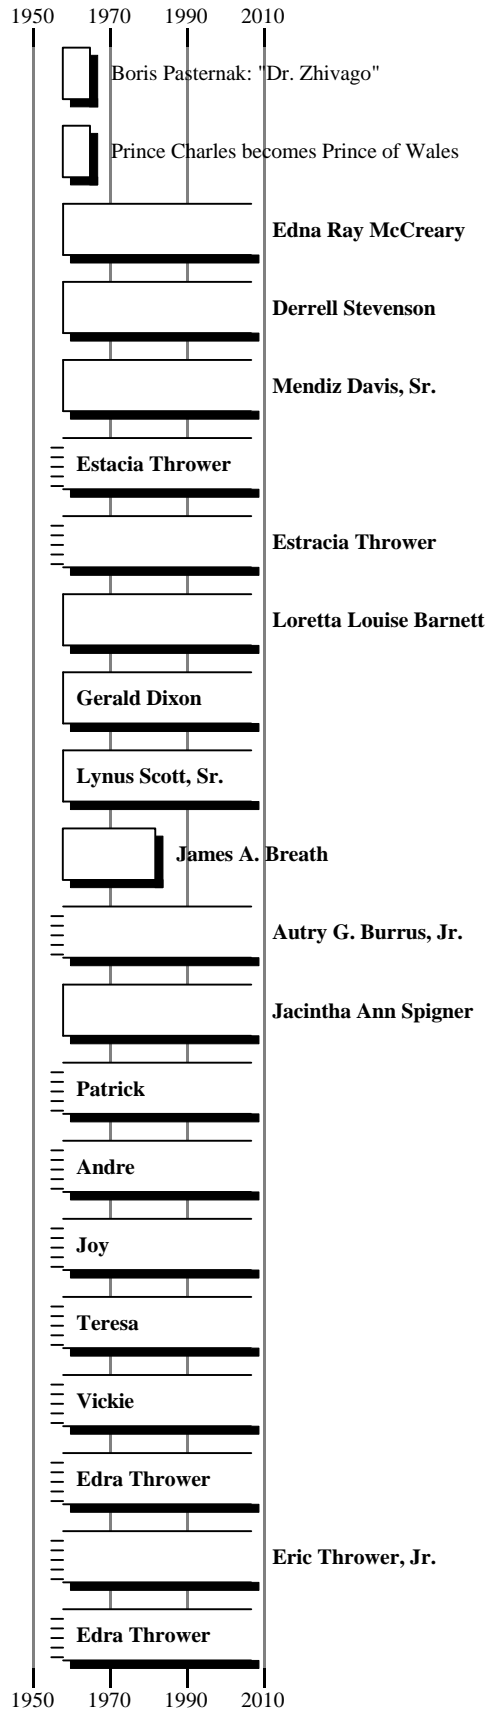 1950 1970 1990 2010
Boris Pasternak: "Dr. Zhivago"
Prince Charles becomes Prince of Wales
Edna Ray McCreary
Derrell Stevenson
Mendiz Davis, Sr.
Estacia Thrower
Estracia Thrower
Loretta Louise Barnett
Gerald Dixon
Lynus Scott, Sr.
James A. Breath
Autry G. Burrus, Jr.
Jacintha Ann Spigner
Patrick
Andre
Joy
Teresa
Vickie
Edra Thrower
Eric Thrower, Jr.
Edra Thrower
1950 1970 1990 2010